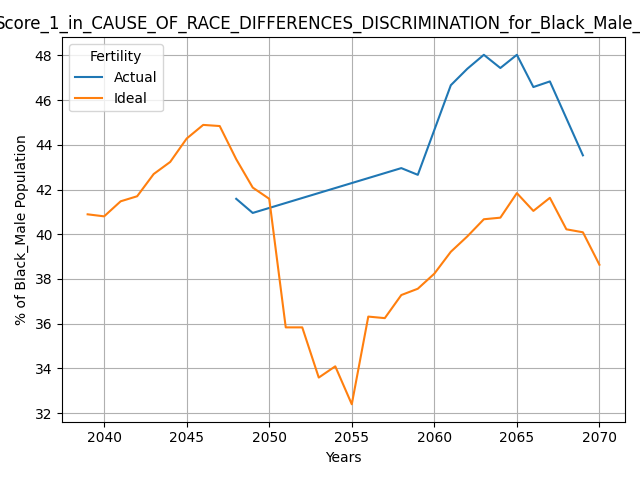 Score_1_in_CAUSE_OF_RACE_DIFFERENCES_DISCRIMINATION_for_Black_Male_
Fertility
Actual
Ideal
48
46
44
42
40
38
36
34
32
% of Black_Male Population
2040 2045 2050 2055 2060 2065 2070
Years